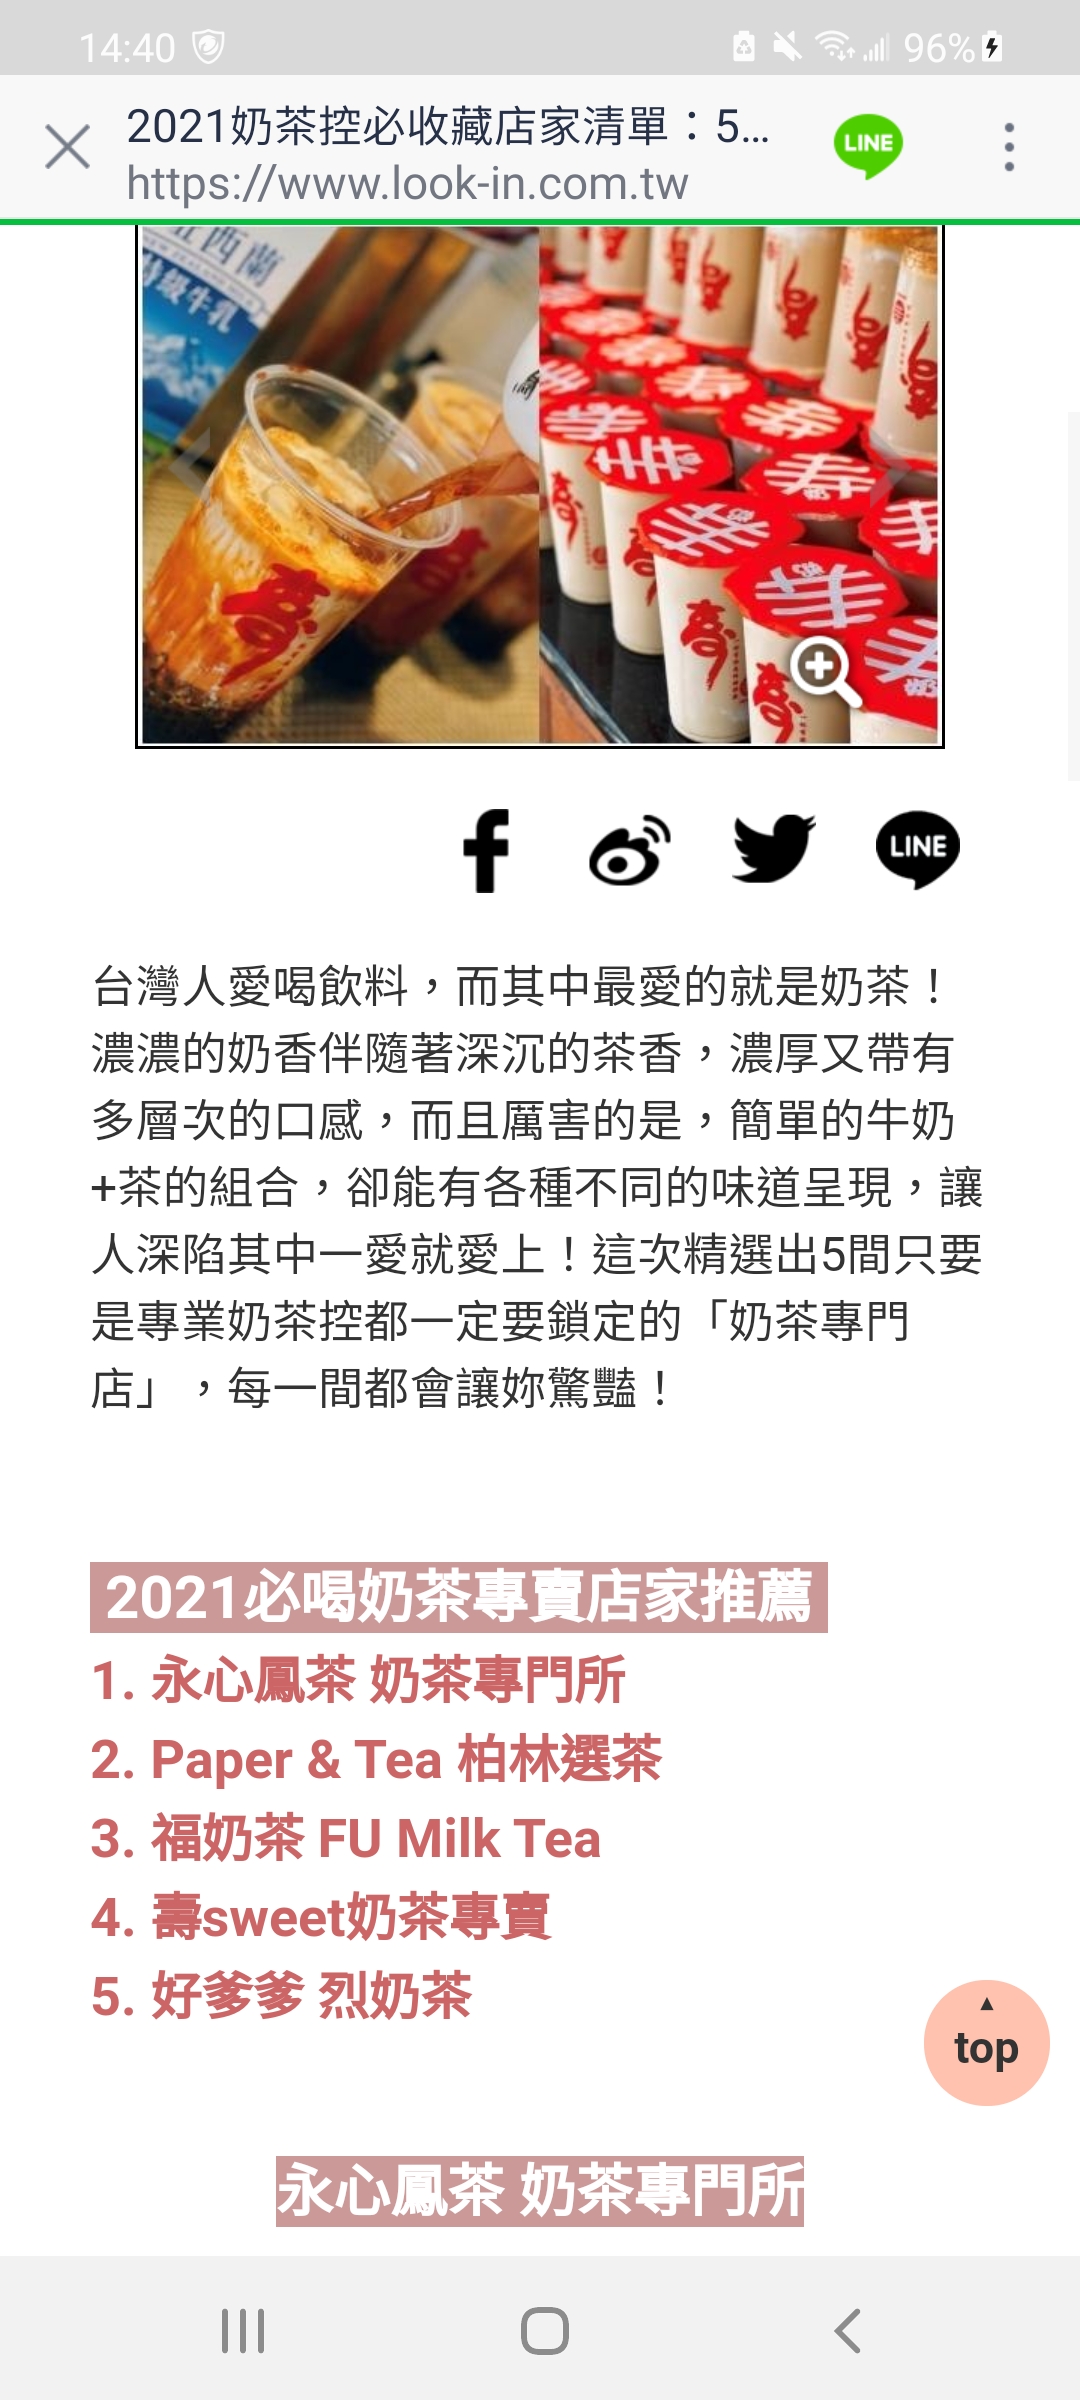 14:40
96%
2021奶茶控必收藏店家清單：5...
https://www.look-in.com.tw
LINE
特級牛乳
壽
LINE
台灣人愛喝飲料，而其中最愛的就是奶茶！
濃濃的奶香伴隨著深沉的茶香，濃厚又帶有
多層次的口感，而且厲害的是，簡單的牛奶
+茶的組合，卻能有各種不同的味道呈現，讓
人深陷其中一愛就愛上！這次精選出5間只要
是專業奶茶控都一定要鎖定的「奶茶專門
店」，每一間都會讓妳驚豔！
2021必喝奶茶專賣店家推薦
1. 永心鳳茶 奶茶專門所
2. Paper & Tea 柏林選茶
3. 福奶茶 FU Milk Tea
4. 壽sweet奶茶專賣
5. 好爹爹 烈奶茶
top
永心鳳茶 奶茶專門所